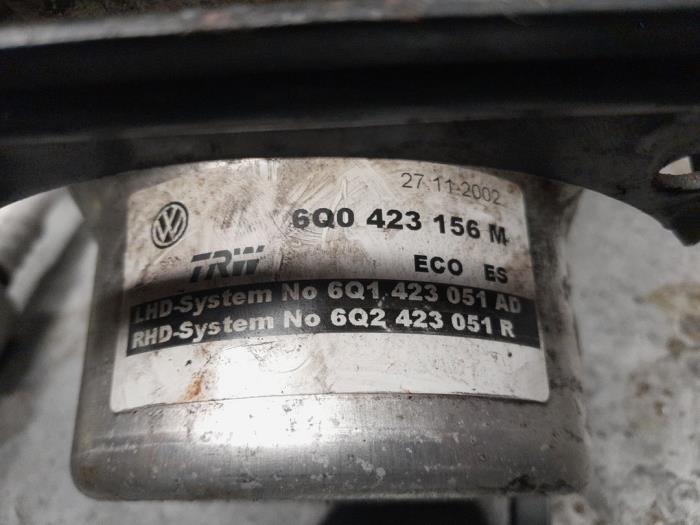 27-11-2002
6Q0 423 156 M
TRW
ECO ES
LHD-System No 6Q1 423 051 AD
RHD-System No 6Q2 423 051 R